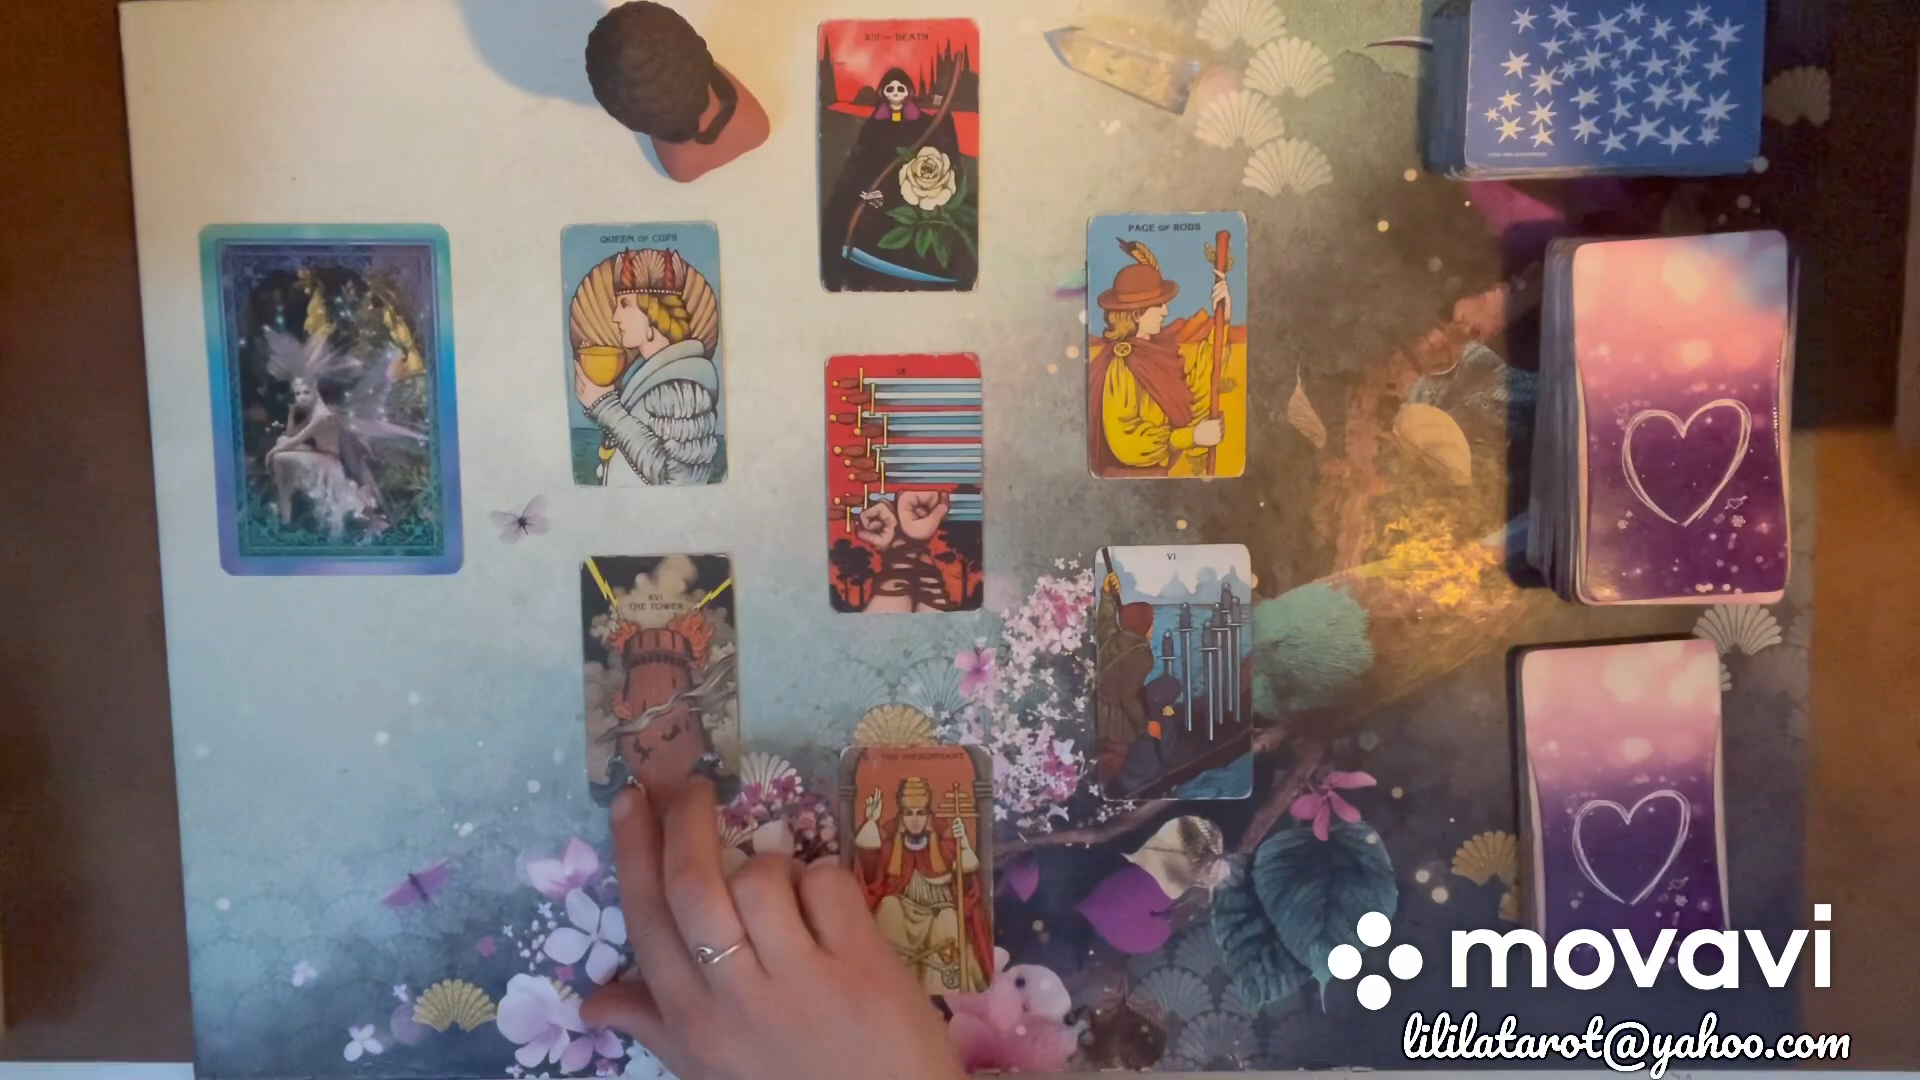 XIII — DEATH
QUEEN OF CUPS
PAGE OF RODS
IX
VI
XVI
THE TOWER
THE HIEROPHANT
movavi
lililatarot@yahoo.com